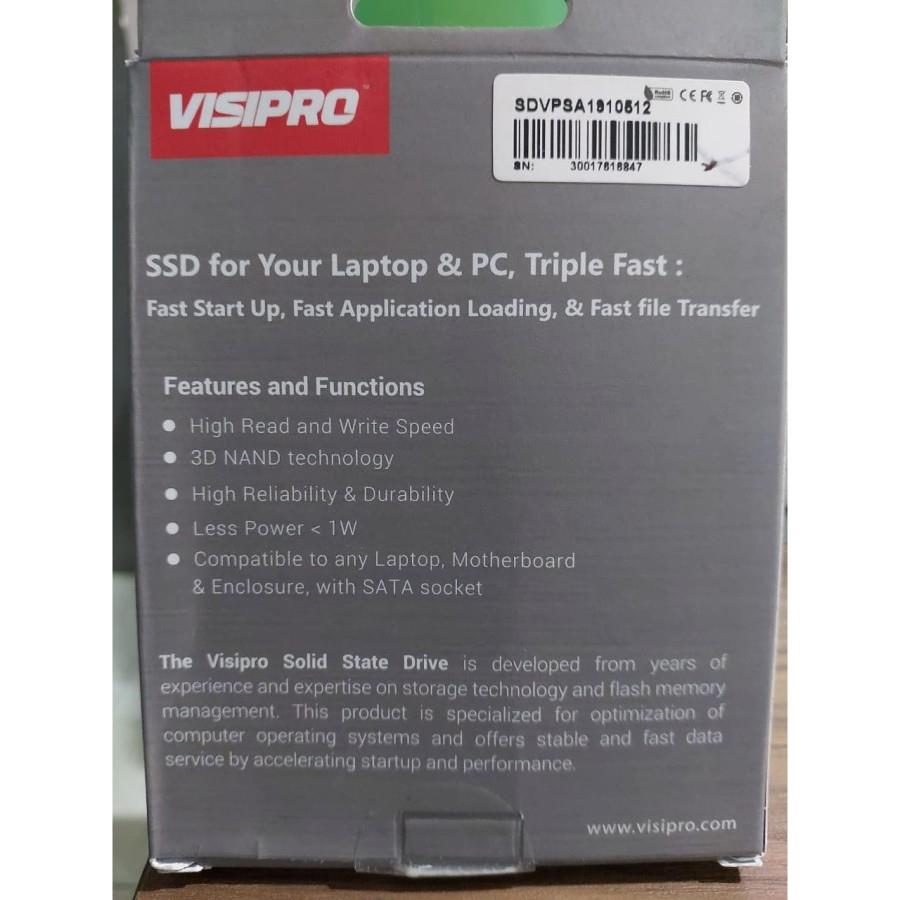 VISIPRO
SDVPSA1910512
RoHS
CE FC
SN: 30017618847
SSD for Your Laptop & PC, Triple Fast :
Fast Start Up, Fast Application Loading, & Fast file Transfer
Features and Functions
High Read and Write Speed
3D NAND technology
High Reliability & Durability
Less Power < 1W
Compatible to any Laptop, Motherboard
& Enclosure, with SATA socket
The Visipro Solid State Drive is developed from years of
experience and expertise on storage technology and flash memory
management. This product is specialized for optimization of
computer operating systems and offers stable and fast data
service by accelerating startup and performance.
www.visipro.com